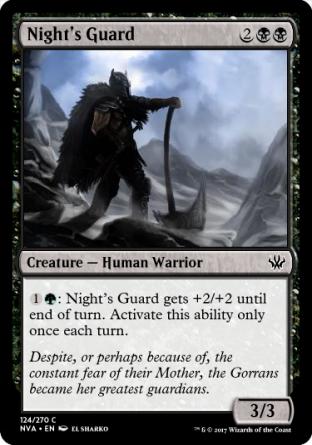 Night's Guard 2
Creature — Human Warrior
1 : Night's Guard gets +2/+2 until
end of turn. Activate this ability only
once each turn.
Despite, or perhaps because of, the
constant fear of their Mother, the Gorrans
became her greatest guardians.
3/3
124/270 C
NVA • EN EL SHARKO
™ & © 2017 Wizards of the Coast